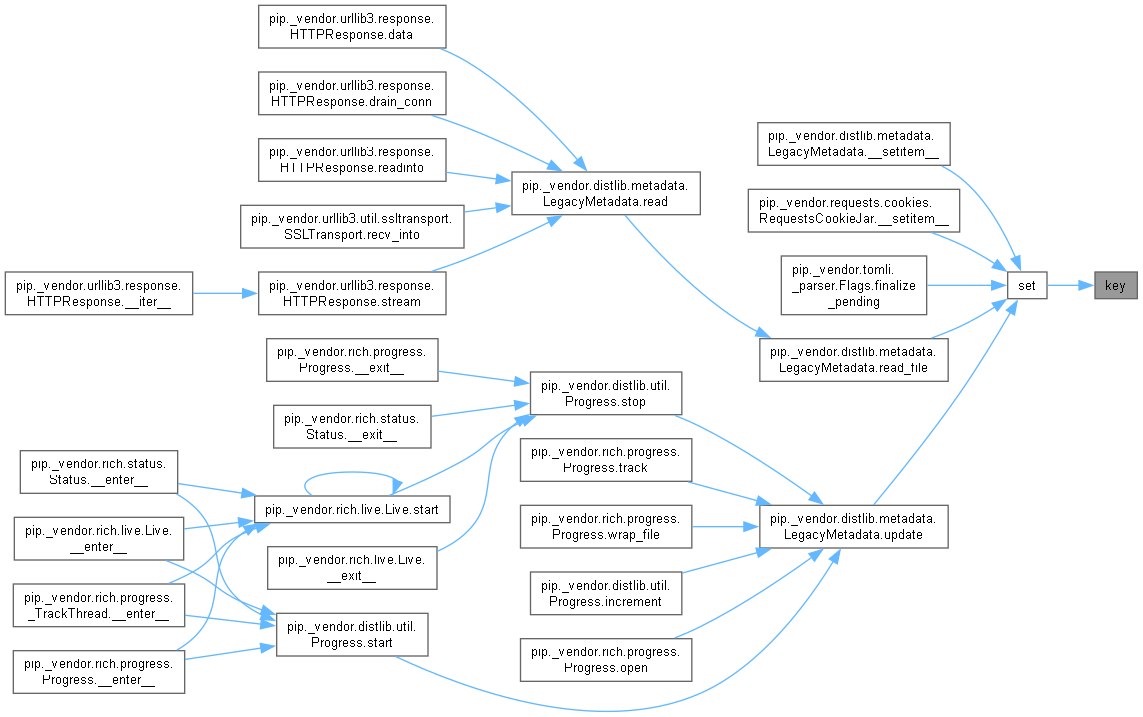 pip._vendor.urllib3.response.
HTTPResponse.data
pip._vendor.urllib3.response.
HTTPResponse.drain_conn
pip._vendor.urllib3.response.
HTTPResponse.readinto
pip._vendor.urllib3.util.ssltransport.
SSLTransport.recv_into
pip._vendor.urllib3.response.
HTTPResponse.__iter__
pip._vendor.urllib3.response.
HTTPResponse.stream
pip._vendor.distlib.metadata.
LegacyMetadata.read
pip._vendor.distlib.metadata.
LegacyMetadata.__setitem__
pip._vendor.requests.cookies.
RequestsCookieJar.__setitem__
pip._vendor.tomli.
_parser.Flags.finalize
_pending
set
key
pip._vendor.distlib.metadata.
LegacyMetadata.read_file
pip._vendor.rich.progress.
Progress.__exit__
pip._vendor.rich.status.
Status.__exit__
pip._vendor.distlib.util.
Progress.stop
pip._vendor.rich.progress.
Progress.track
pip._vendor.rich.status.
Status.__enter__
pip._vendor.rich.live.Live.start
pip._vendor.rich.live.Live.
__enter__
pip._vendor.rich.progress.
Progress.wrap_file
pip._vendor.distlib.metadata.
LegacyMetadata.update
pip._vendor.rich.live.Live.
__exit__
pip._vendor.distlib.util.
Progress.increment
pip._vendor.rich.progress.
_TrackThread.__enter__
pip._vendor.distlib.util.
Progress.start
pip._vendor.rich.progress.
Progress.open
pip._vendor.rich.progress.
Progress.__enter__